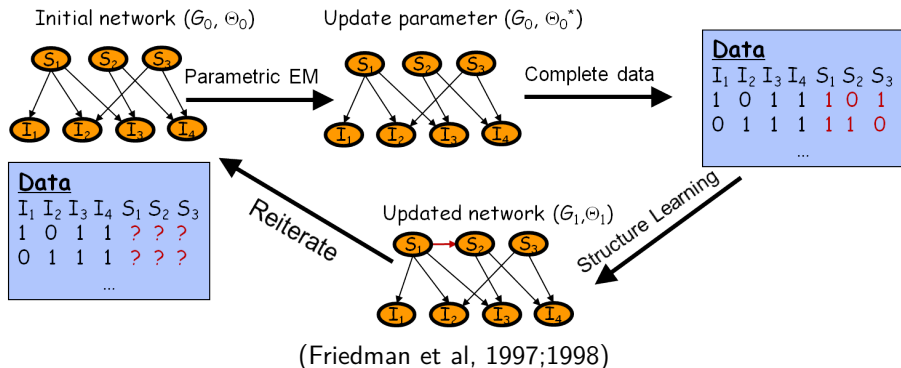 Initial network (G₀, Θ₀)
S₁ S₂ S₃
I₁ I₂ I₃ I₄
Parametric EM
Update parameter (G₀, Θ₀*)
S₁ S₂ S₃
I₁ I₂ I₃ I₄
Complete data
Data
I₁ I₂ I₃ I₄ S₁ S₂ S₃
1 0 1 1 1 0 1
0 1 1 1 1 1 0
...
Structure Learning
Updated network (G₁,Θ₁)
S₁ S₂ S₃
I₁ I₂ I₃ I₄
Reiterate
Data
I₁ I₂ I₃ I₄ S₁ S₂ S₃
1 0 1 1 ? ? ?
0 1 1 1 ? ? ?
...
(Friedman et al, 1997;1998)